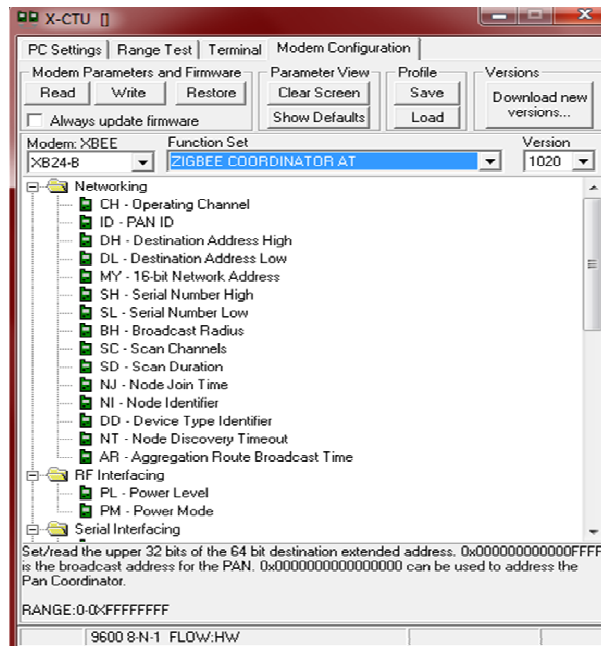 X-CTU []
PC Settings Range Test Terminal Modem Configuration
Modem Parameters and Firmware Parameter View Profile Versions
Read Write Restore Clear Screen Save Download new versions...
Always update firmware Show Defaults Load
Modem: XBEE Function Set Version
XB24-B ZIGBEE COORDINATOR AT 1020
Networking
CH - Operating Channel
ID - PAN ID
DH - Destination Address High
DL - Destination Address Low
MY - 16-bit Network Address
SH - Serial Number High
SL - Serial Number Low
BH - Broadcast Radius
SC - Scan Channels
SD - Scan Duration
NJ - Node Join Time
NI - Node Identifier
DD - Device Type Identifier
NT - Node Discovery Timeout
AR - Aggregation Route Broadcast Time
RF Interfacing
PL - Power Level
PM - Power Mode
Serial Interfacing
Set/read the upper 32 bits of the 64 bit destination extended address. 0x000000000000FFFF
is the broadcast address for the PAN. 0x0000000000000000 can be used to address the
Pan Coordinator.
RANGE:0-0XFFFFFFFF
9600 8-N-1 FLOW:HW